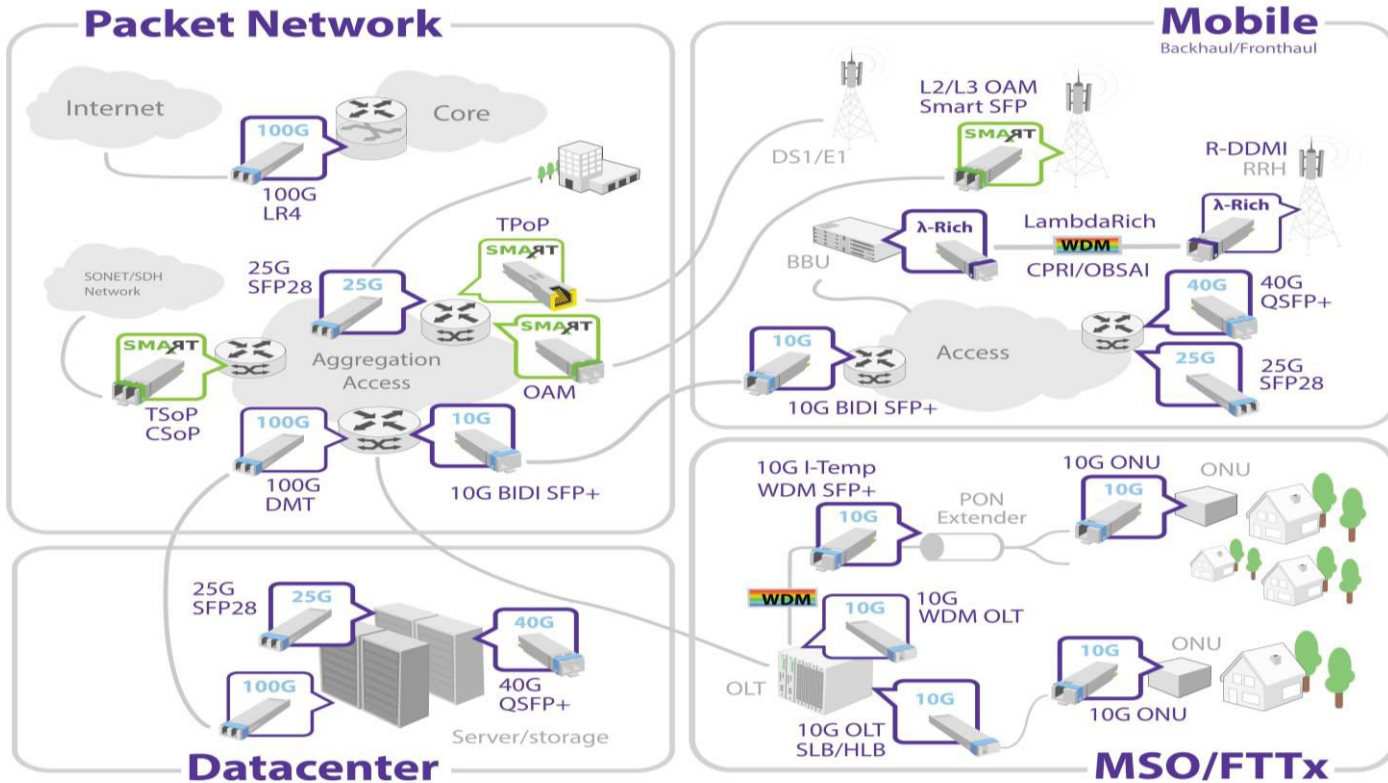 Packet Network
Internet
Core
100G
100G
LR4
TPoP
SMART
SONET/SDH
Network
25G
SFP28
25G
SMART
Aggregation
Access
SMART
OAM
TSoP
CSoP
100G
10G
100G
DMT
10G BIDI SFP+
Mobile
Backhaul/Fronthaul
L2/L3 OAM
Smart SFP
SMART
DS1/E1
R-DDMI
RRH
λ-Rich
BBU
λ-Rich
LambdaRich
WDM
CPRI/OBSAI
40G
40G
QSFP+
10G
Access
10G BIDI SFP+
25G
25G
SFP28
Datacenter
25G
SFP28
25G
40G
40G
QSFP+
100G
Server/storage
MSO/FTTx
10G I-Temp
WDM SFP+
10G
PON
Extender
10G ONU
10G
ONU
WDM
10G
10G
WDM OLT
OLT
10G
10G OLT
SLB/HLB
10G
ONU
10G ONU